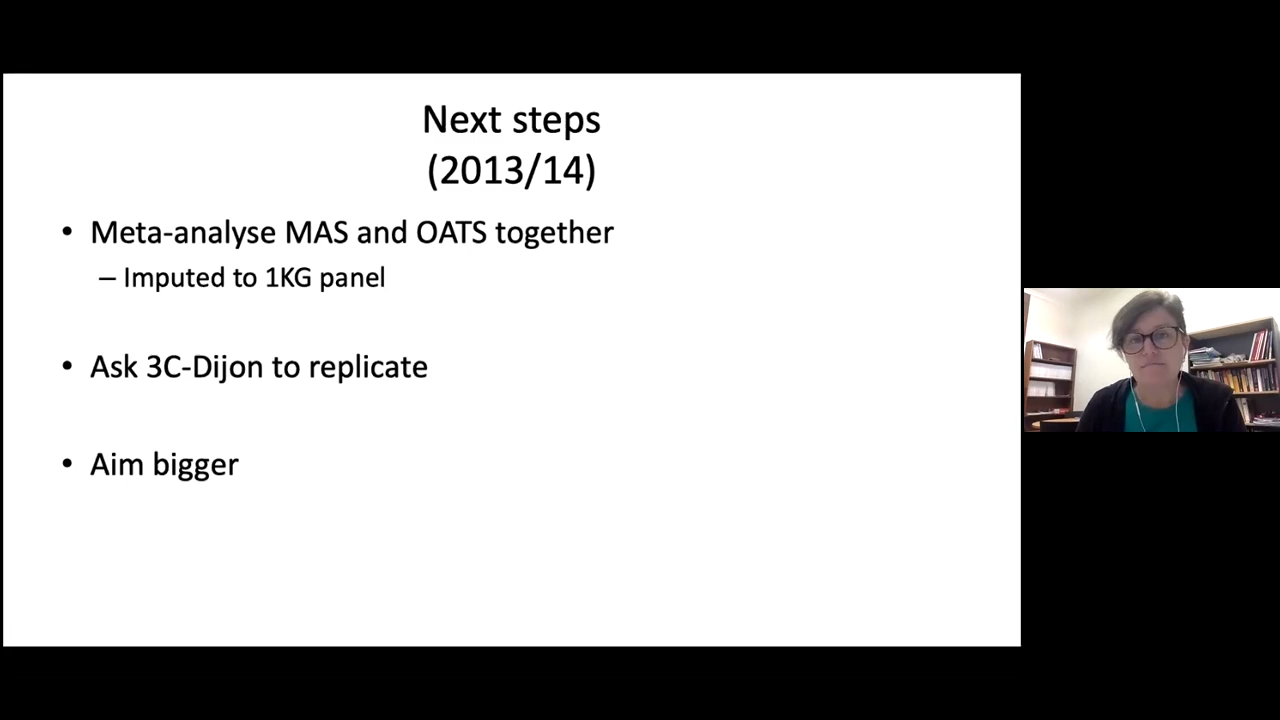 Next steps
(2013/14)
• Meta-analyse MAS and OATS together
– Imputed to 1KG panel
• Ask 3C-Dijon to replicate
• Aim bigger